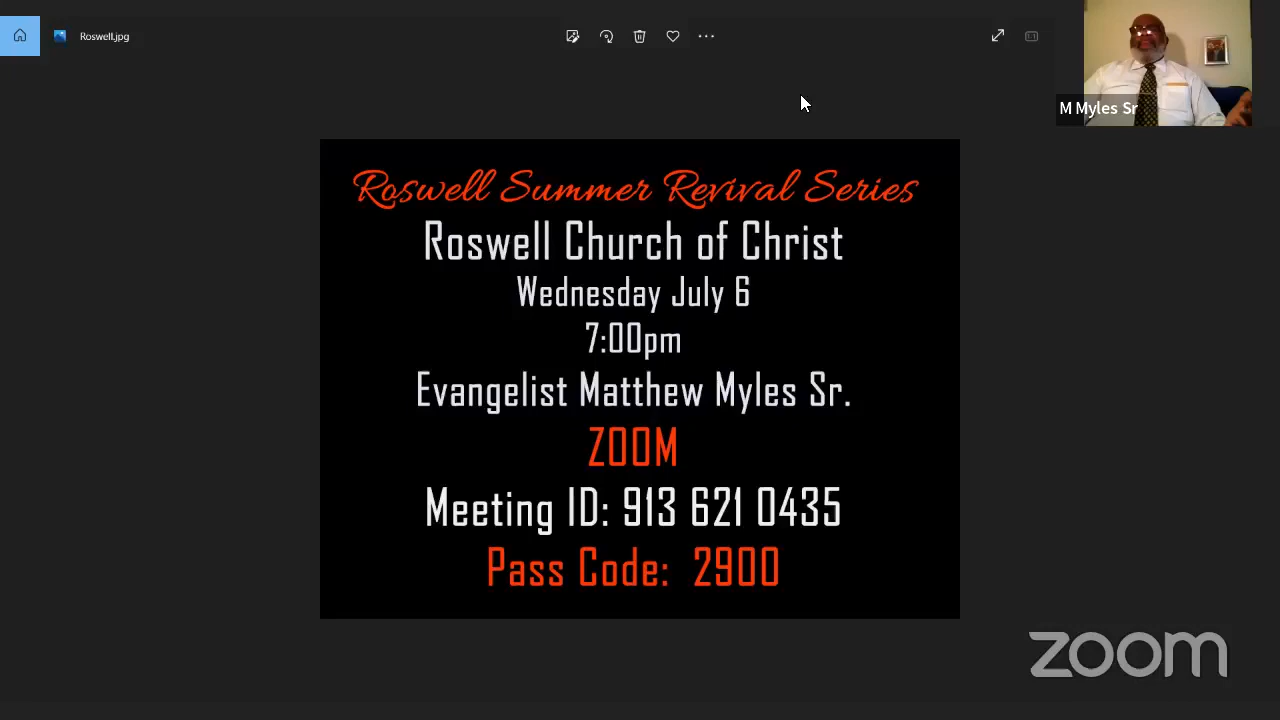 Roswell.jpg
M Myles Sr
Roswell Summer Revival Series
Roswell Church of Christ
Wednesday July 6
7:00pm
Evangelist Matthew Myles Sr.
ZOOM
Meeting ID: 913 621 0435
Pass Code: 2900
zoom